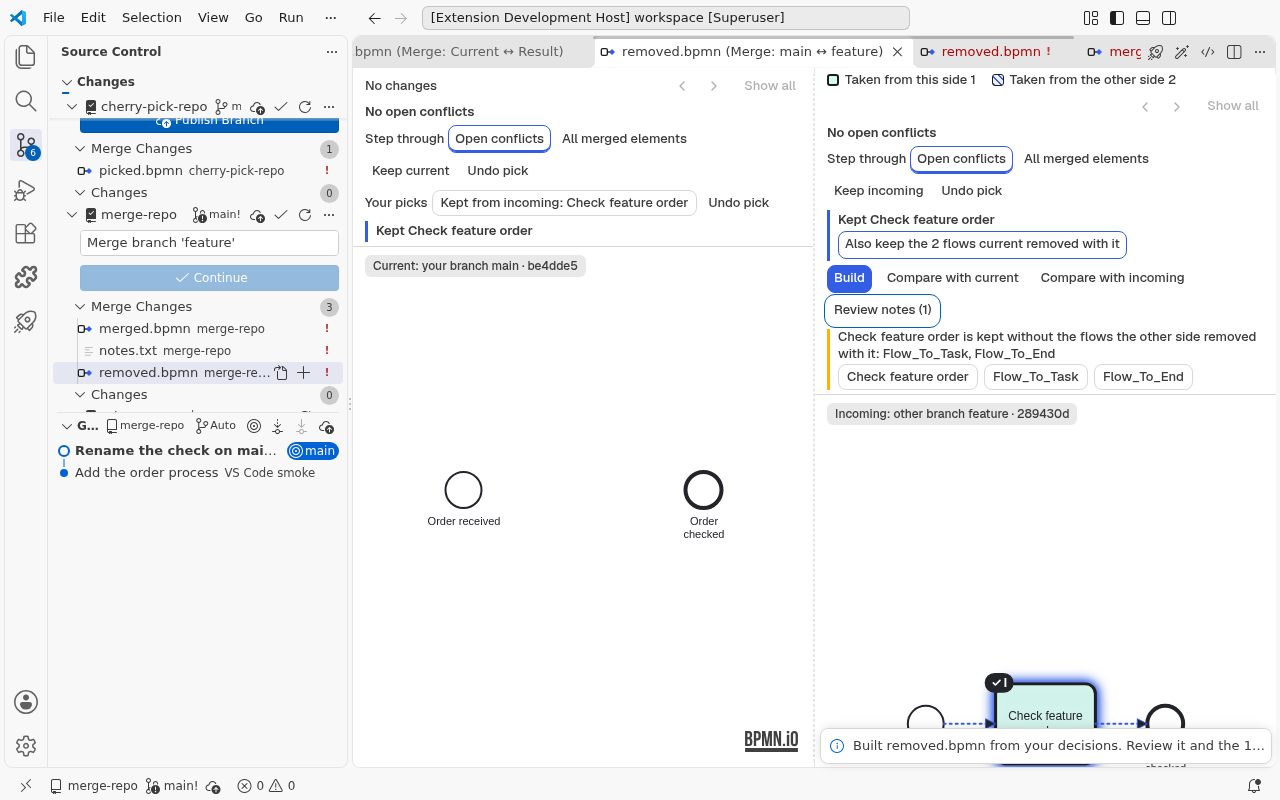 File Edit Selection View Go Run ···
[Extension Development Host] workspace [Superuser]
Source Control
Changes
cherry-pick-repo m
Publish Branch
Merge Changes 1
picked.bpmn cherry-pick-repo !
Changes 0
merge-repo main!
Merge branch 'feature'
Continue
Merge Changes 3
merged.bpmn merge-repo !
notes.txt merge-repo !
removed.bpmn merge-re... !
Changes 0
G... merge-repo Auto
Rename the check on mai... main
Add the order process VS Code smoke
6
bpmn (Merge: Current ↔ Result)
removed.bpmn (Merge: main ↔ feature)
removed.bpmn !
merg
No changes
Show all
No open conflicts
Step through Open conflicts All merged elements
Keep current Undo pick
Your picks Kept from incoming: Check feature order Undo pick
Kept Check feature order
Current: your branch main · be4dde5
Order received
Order
checked
BPMN.iO
Taken from this side 1 Taken from the other side 2
Show all
No open conflicts
Step through Open conflicts All merged elements
Keep incoming Undo pick
Kept Check feature order
Also keep the 2 flows current removed with it
Build Compare with current Compare with incoming
Review notes (1)
Check feature order is kept without the flows the other side removed
with it: Flow_To_Task, Flow_To_End
Check feature order Flow_To_Task Flow_To_End
Incoming: other branch feature · 289430d
Check feature
Built removed.bpmn from your decisions. Review it and the 1...
merge-repo main! 0 0